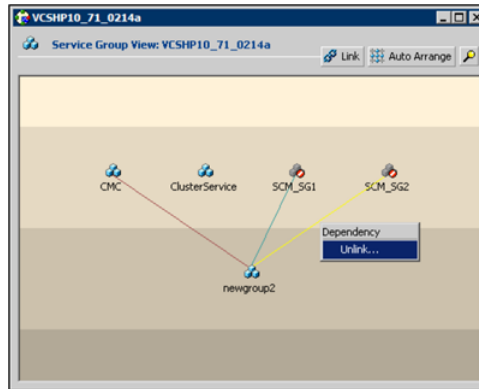 VCSHP10_71_0214a
Service Group View: VCSHP10_71_0214a
Link
Auto Arrange
CMC
ClusterService
SCM_SG1
SCM_SG2
Dependency
Unlink...
newgroup2